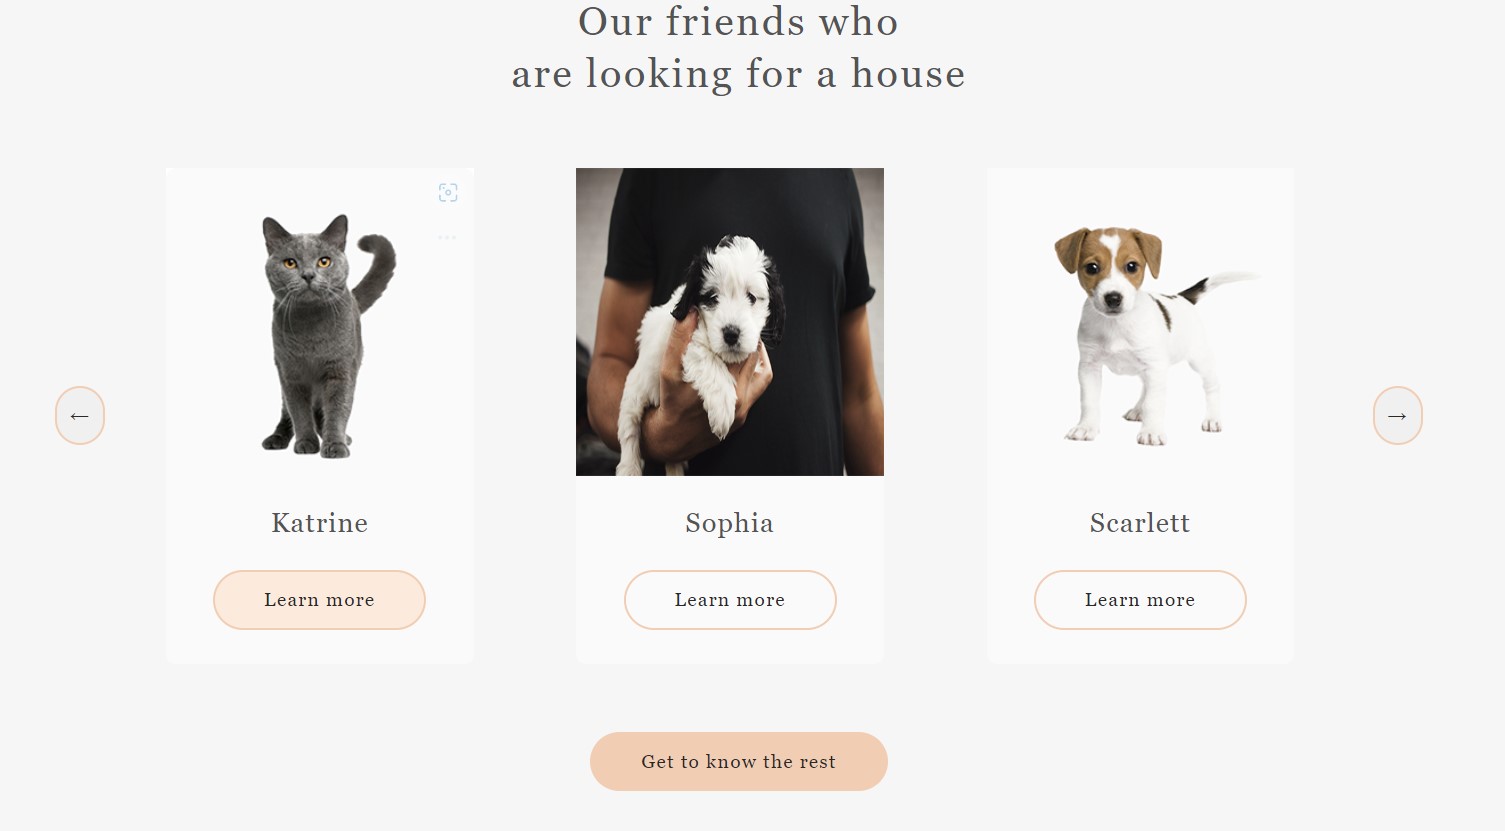 Our friends who
are looking for a house
←
→
Katrine
Sophia
Scarlett
Learn more
Learn more
Learn more
Get to know the rest